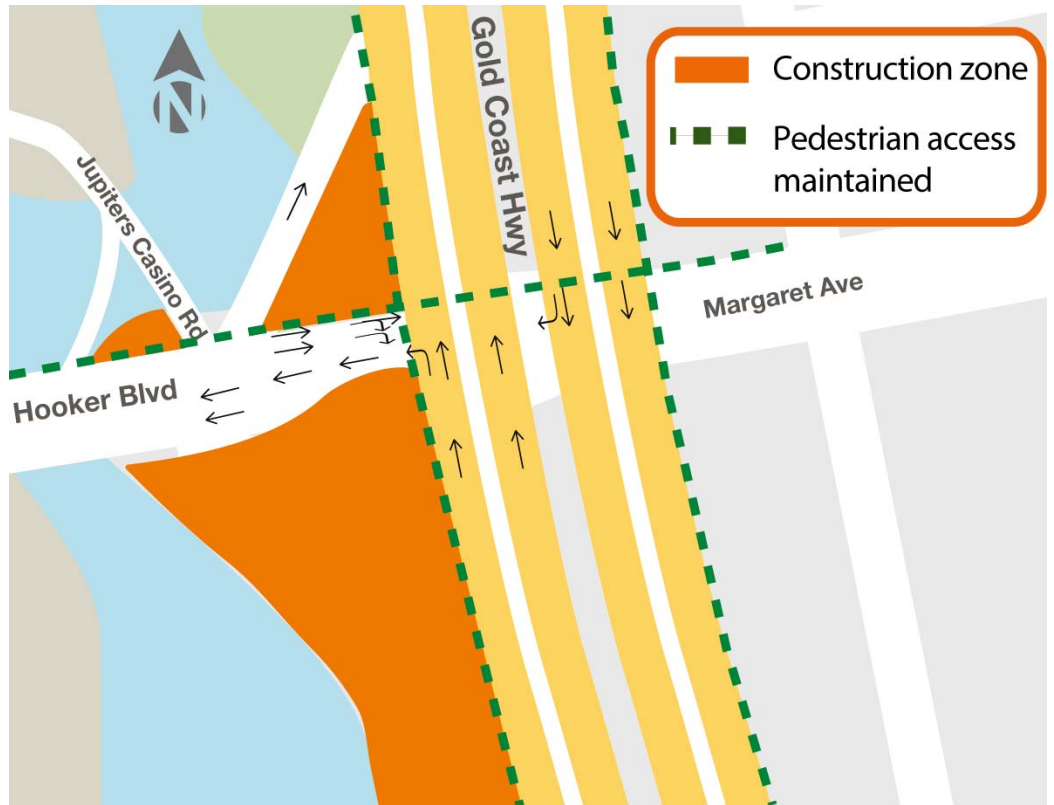 Gold Coast Hwy
Construction zone
Pedestrian access
maintained
N
Jupiters Casino Rd
Margaret Ave
Hooker Blvd